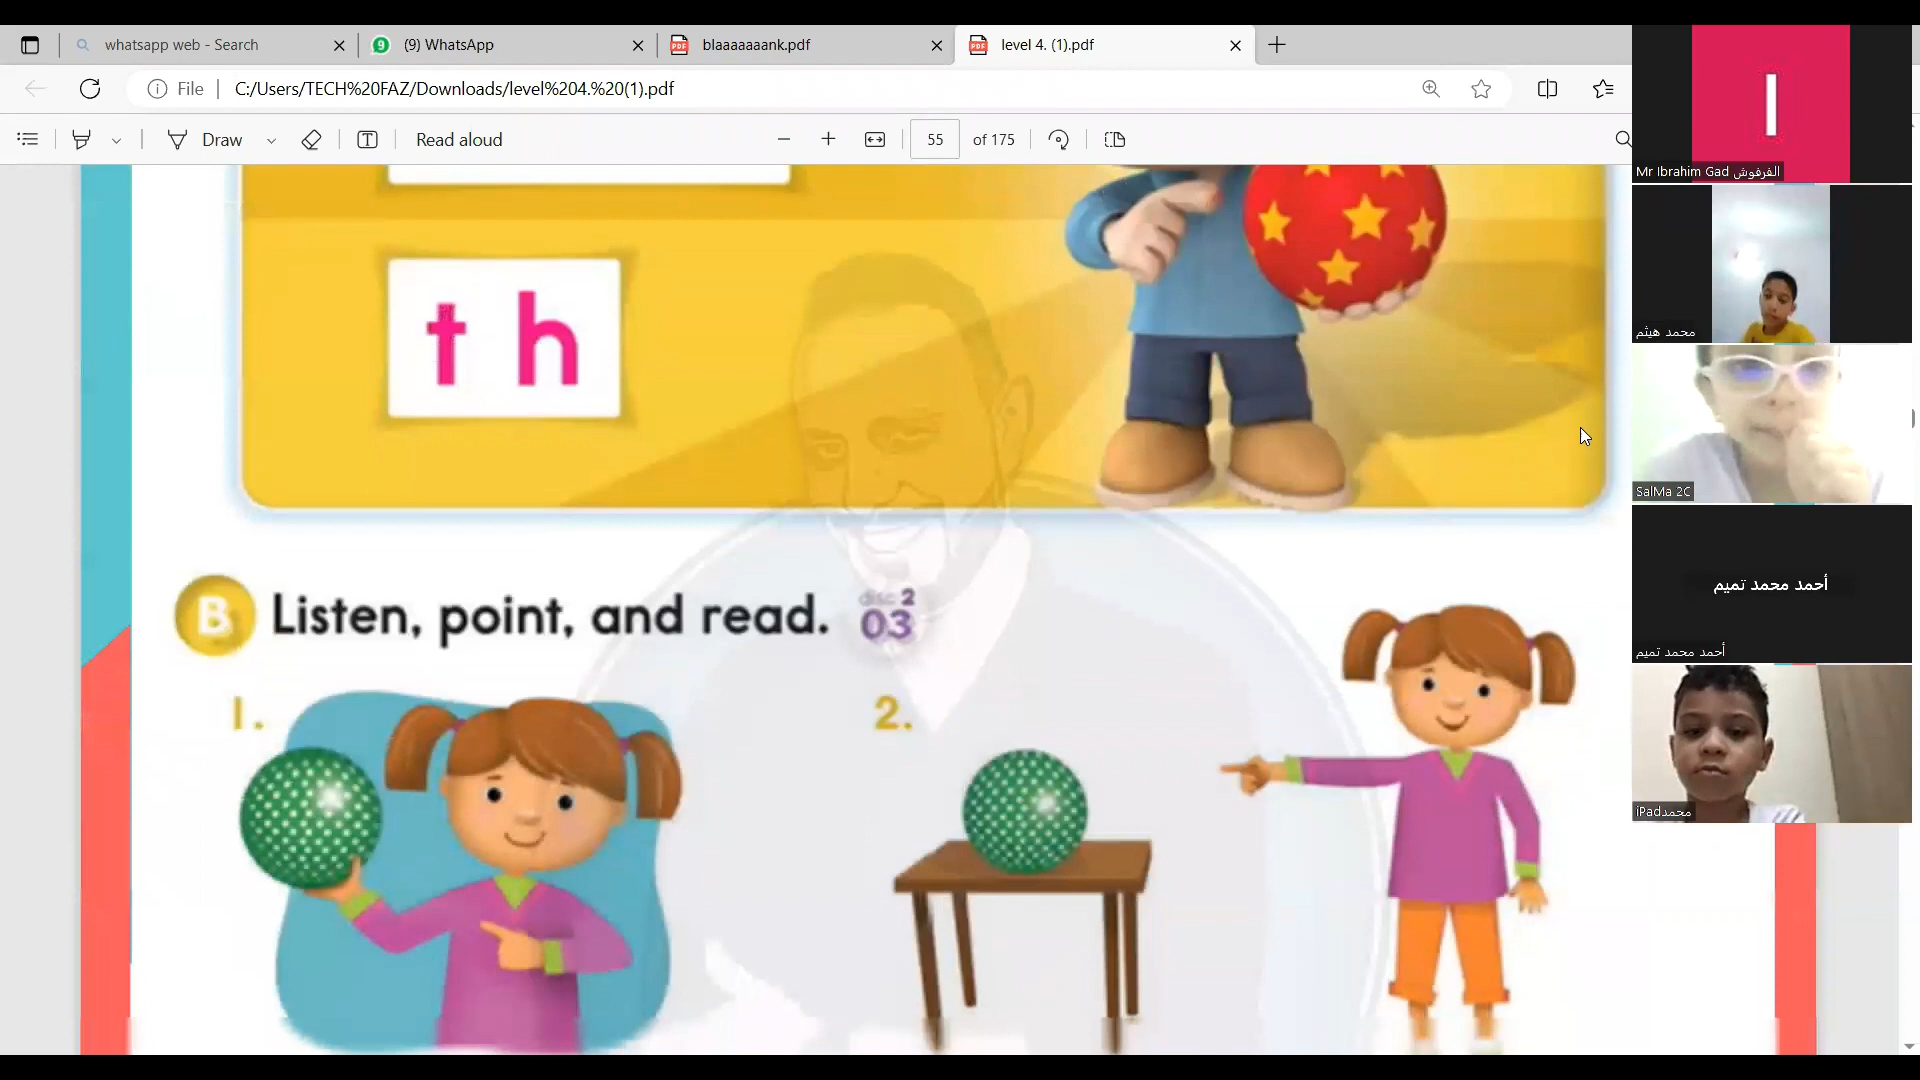 whatsapp web - Search
(9) WhatsApp
blaaaaaaank.pdf
level 4. (1).pdf
File
C:/Users/TECH%20FAZ/Downloads/level%204.%20(1).pdf
Draw
Read aloud
55 of 175
t h
B Listen, point, and read. disc 2 03
1.
2.
I
Mr Ibrahim Gad القرقوش
محمد هيثم
SalMa 2C
أحمد محمد تميم
أحمد محمد تميم
iPadمحمد